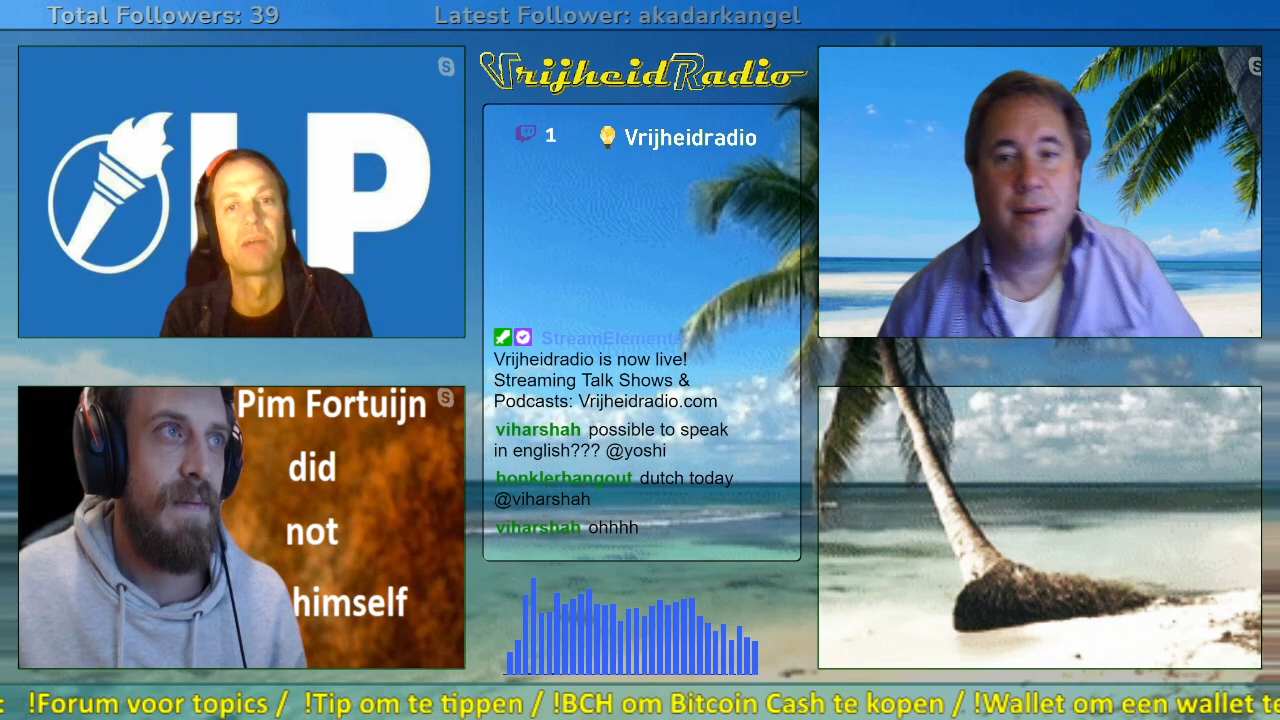 Total Followers: 39
Latest Follower: akadarkangel
LP
VrijheidRadio
1
Vrijheidradio
StreamElements:
Vrijheidradio is now live!
Streaming Talk Shows &
Podcasts: Vrijheidradio.com
viharshah possible to speak
in english??? @yoshi
honklerhangout dutch today
@viharshah
viharshah ohhhh
Pim Fortuijn
did
not
himself
!Forum voor topics / !Tip om te tippen / !BCH om Bitcoin Cash te kopen / !Wallet om een wallet te